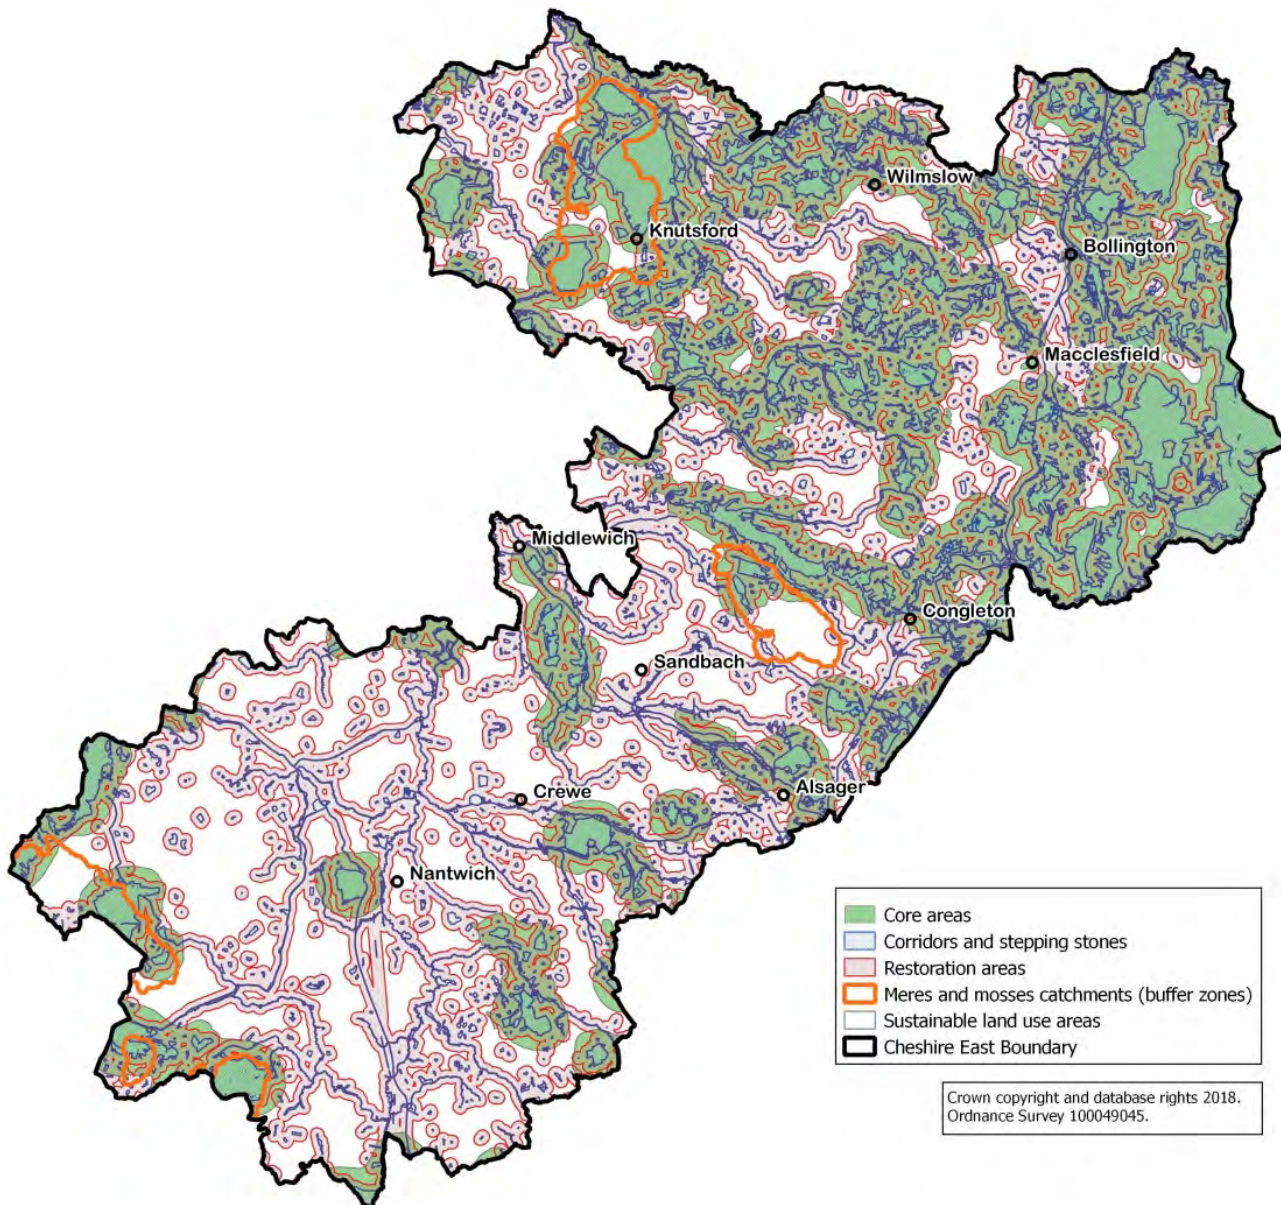 Wilmslow
Knutsford
Bollington
Macclesfield
Middlewich
Congleton
Sandbach
Crewe
Alsager
Nantwich
Core areas
Corridors and stepping stones
Restoration areas
Meres and mosses catchments (buffer zones)
Sustainable land use areas
Cheshire East Boundary
Crown copyright and database rights 2018.
Ordnance Survey 100049045.